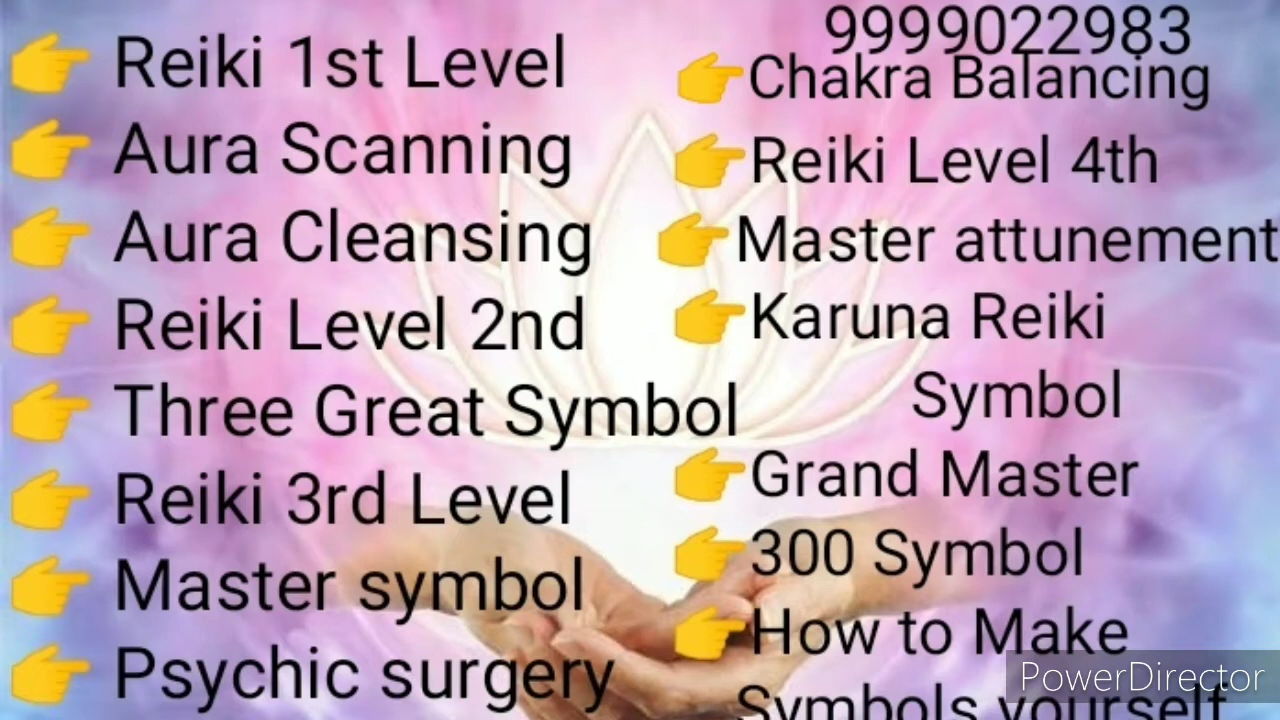 👉 Reiki 1st Level
👉 Aura Scanning
👉 Aura Cleansing
👉 Reiki Level 2nd
👉 Three Great Symbol
👉 Reiki 3rd Level
👉 Master symbol
👉 Psychic surgery
9999022983
👉Chakra Balancing
👉Reiki Level 4th
👉Master attunement
👉Karuna Reiki
Symbol
👉Grand Master
👉300 Symbol
👉How to Make
Symbols yourself
PowerDirector